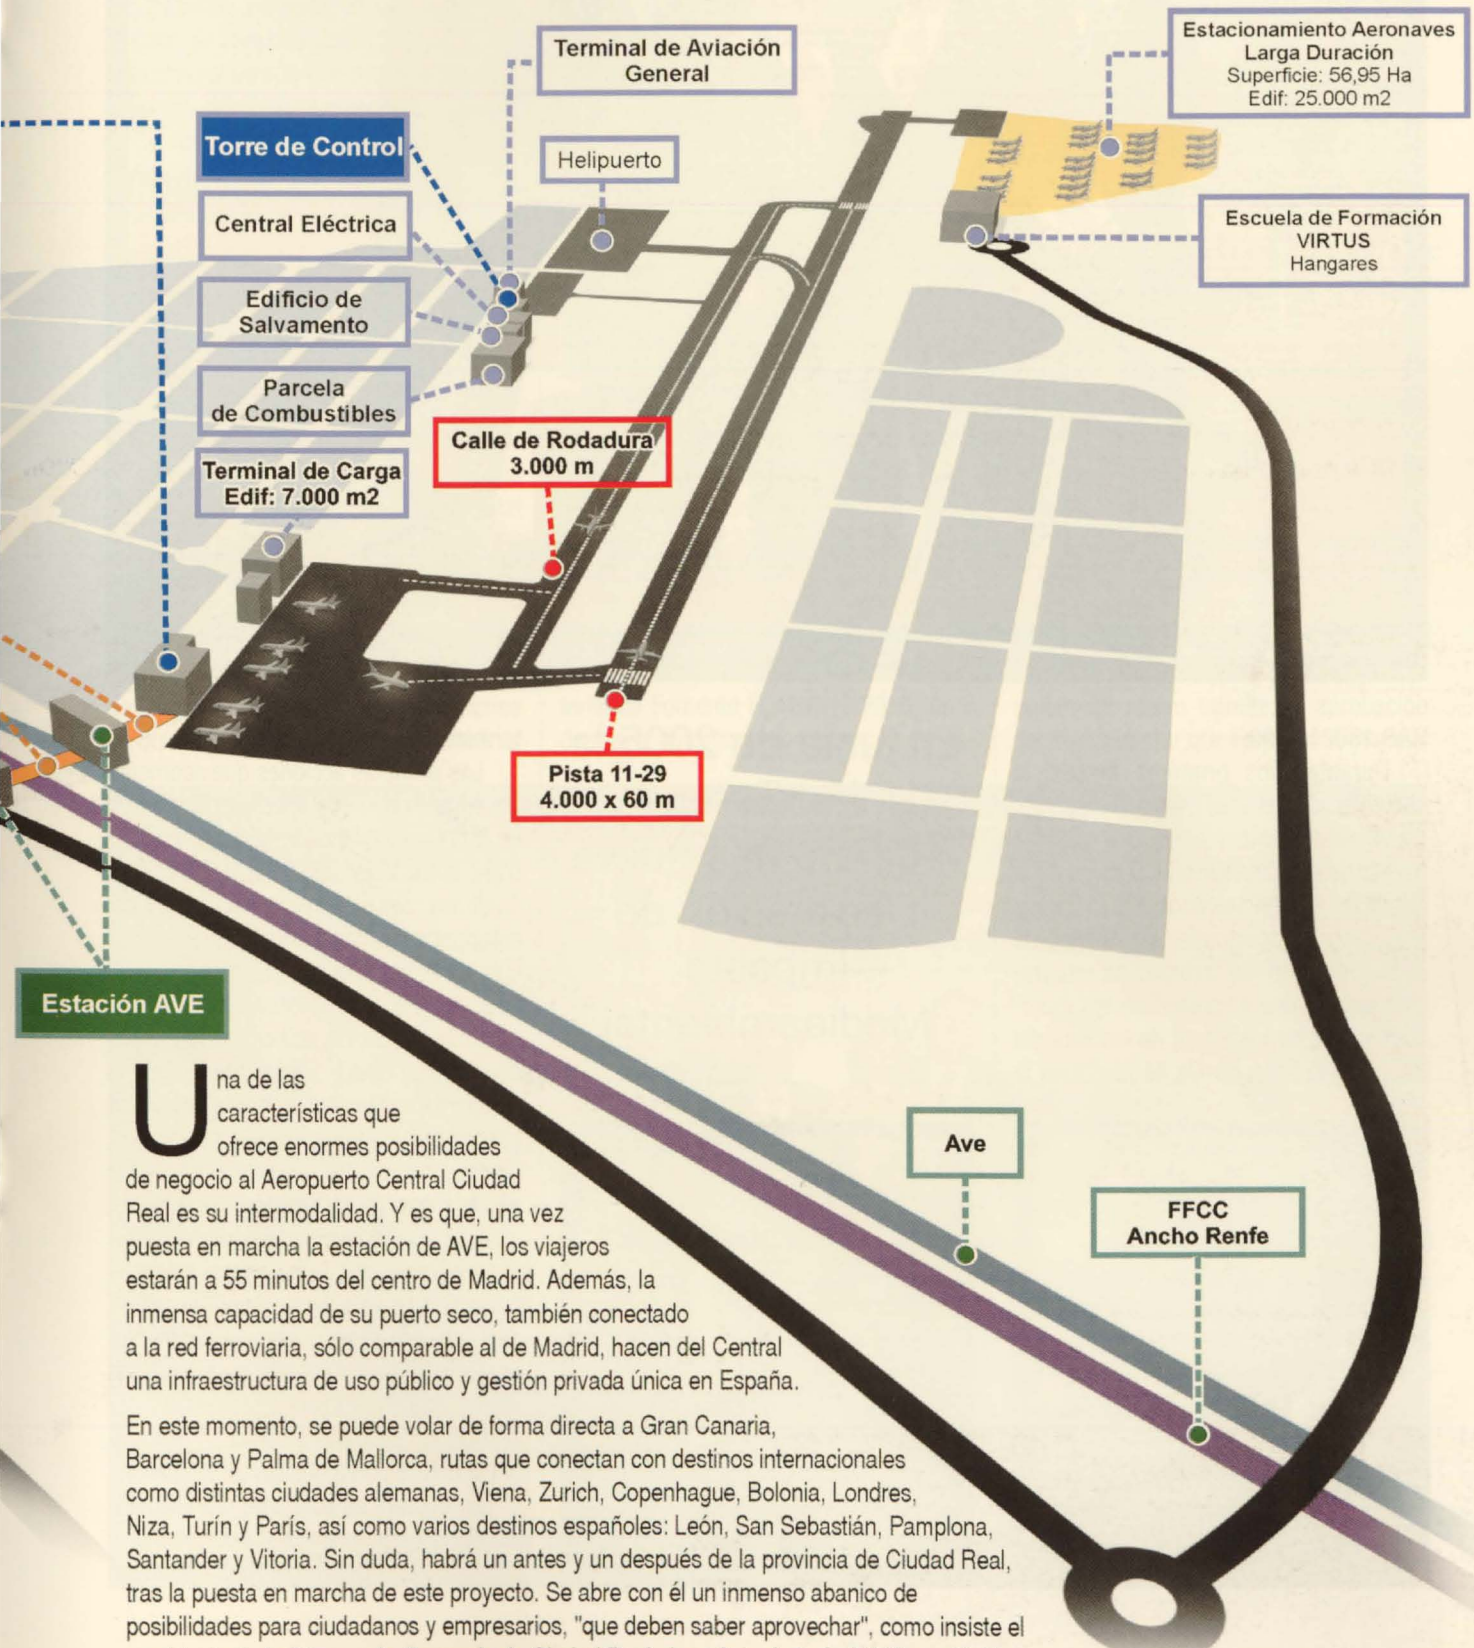 Terminal de Aviación
General
Estacionamiento Aeronaves
Larga Duración
Superficie: 56,95 Ha
Edif: 25.000 m2
Torre de Control
Helipuerto
Central Eléctrica
Escuela de Formación
VIRTUS
Hangares
Edificio de
Salvamento
Parcela
de Combustibles
Calle de Rodadura
3.000 m
Terminal de Carga
Edif: 7.000 m2
Pista 11-29
4.000 x 60 m
Estación AVE
Ave
FFCC
Ancho Renfe
Una de las
características que
ofrece enormes posibilidades
de negocio al Aeropuerto Central Ciudad
Real es su intermodalidad. Y es que, una vez
puesta en marcha la estación de AVE, los viajeros
estarán a 55 minutos del centro de Madrid. Además, la
inmensa capacidad de su puerto seco, también conectado
a la red ferroviaria, sólo comparable al de Madrid, hacen del Central
una infraestructura de uso público y gestión privada única en España.
En este momento, se puede volar de forma directa a Gran Canaria,
Barcelona y Palma de Mallorca, rutas que conectan con destinos internacionales
como distintas ciudades alemanas, Viena, Zurich, Copenhague, Bolonia, Londres,
Niza, Turín y París, así como varios destinos españoles: León, San Sebastián, Pamplona,
Santander y Vitoria. Sin duda, habrá un antes y un después de la provincia de Ciudad Real,
tras la puesta en marcha de este proyecto. Se abre con él un inmenso abanico de
posibilidades para ciudadanos y empresarios, "que deben saber aprovechar", como insiste el